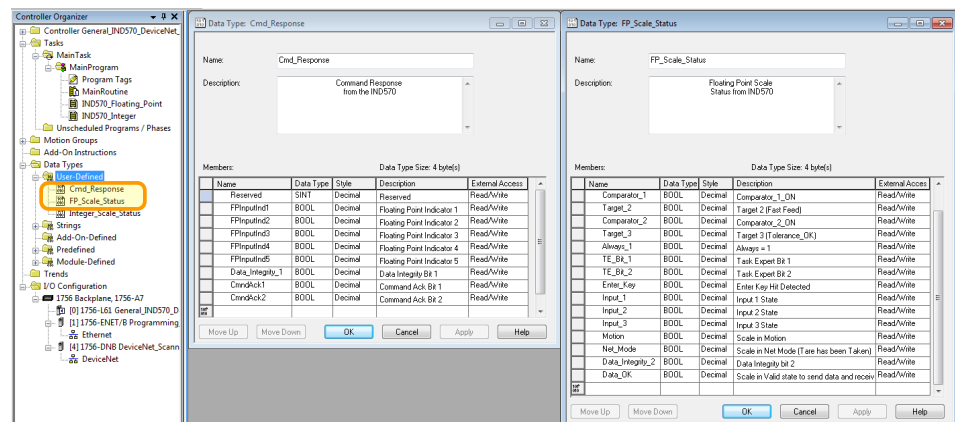 Controller Organizer
Controller General_IND570_DeviceNet_
Tasks
MainTask
MainProgram
Program Tags
MainRoutine
IND570_Floating_Point
IND570_Integer
Unscheduled Programs / Phases
Motion Groups
Add-On Instructions
Data Types
User-Defined
Cmd_Response
FP_Scale_Status
Integer_Scale_Status
Strings
Add-On-Defined
Predefined
Module-Defined
Trends
I/O Configuration
1756 Backplane, 1756-A7
[0] 1756-L61 General_IND570_D
[1] 1756-ENET/B Programming
Ethernet
[4] 1756-DNB DeviceNet_Scann
DeviceNet
Data Type: Cmd_Response
Name: Cmd_Response
Description: Command Response
from the IND570
Members: Data Type Size: 4 byte(s)
Name Data Type Style Description External Access
Reserved SINT Decimal Reserved Read/Write
FPInputInd1 BOOL Decimal Floating Point Indicator 1 Read/Write
FPInputInd2 BOOL Decimal Floating Point Indicator 2 Read/Write
FPInputInd3 BOOL Decimal Floating Point Indicator 3 Read/Write
FPInputInd4 BOOL Decimal Floating Point Indicator 4 Read/Write
FPInputInd5 BOOL Decimal Floating Point Indicator 5 Read/Write
Data_Integrity_1 BOOL Decimal Data Integrity Bit 1 Read/Write
CmndAck1 BOOL Decimal Command Ack Bit 1 Read/Write
CmndAck2 BOOL Decimal Command Ack. Bit 2 Read/Write
Move Up Move Down OK Cancel Apply Help
Data Type: FP_Scale_Status
Name: FP_Scale_Status
Description: Floating Point Scale
Status from IND570
Members: Data Type Size: 4 byte(s)
Name Data Type Style Description External Acces
Comparator_1 BOOL Decimal Comparator_1_ON Read/Write
Target_2 BOOL Decimal Target 2 (Fast Feed) Read/Write
Comparator_2 BOOL Decimal Comparator_2_ON Read/Write
Target_3 BOOL Decimal Target 3 (Tolerance_OK) Read/Write
Always_1 BOOL Decimal Always = 1 Read/Write
TE_Bit_1 BOOL Decimal Task Expert Bit 1 Read/Write
TE_Bit_2 BOOL Decimal Task Expert Bit 2 Read/Write
Enter_Key BOOL Decimal Enter Key Hit Detected Read/Write
Input_1 BOOL Decimal Input 1 State Read/Write
Input_2 BOOL Decimal Input 2 State Read/Write
Input_3 BOOL Decimal Input 3 State Read/Write
Motion BOOL Decimal Scale in Motion Read/Write
Net_Mode BOOL Decimal Scale in Net Mode (Tare has been Taken) Read/Write
Data_Integrity_2 BOOL Decimal Data Integrity bit 2 Read/Write
Data_OK BOOL Decimal Scale in Valid state to send data and receiv Read/Write
Move Up Move Down OK Cancel Apply Help